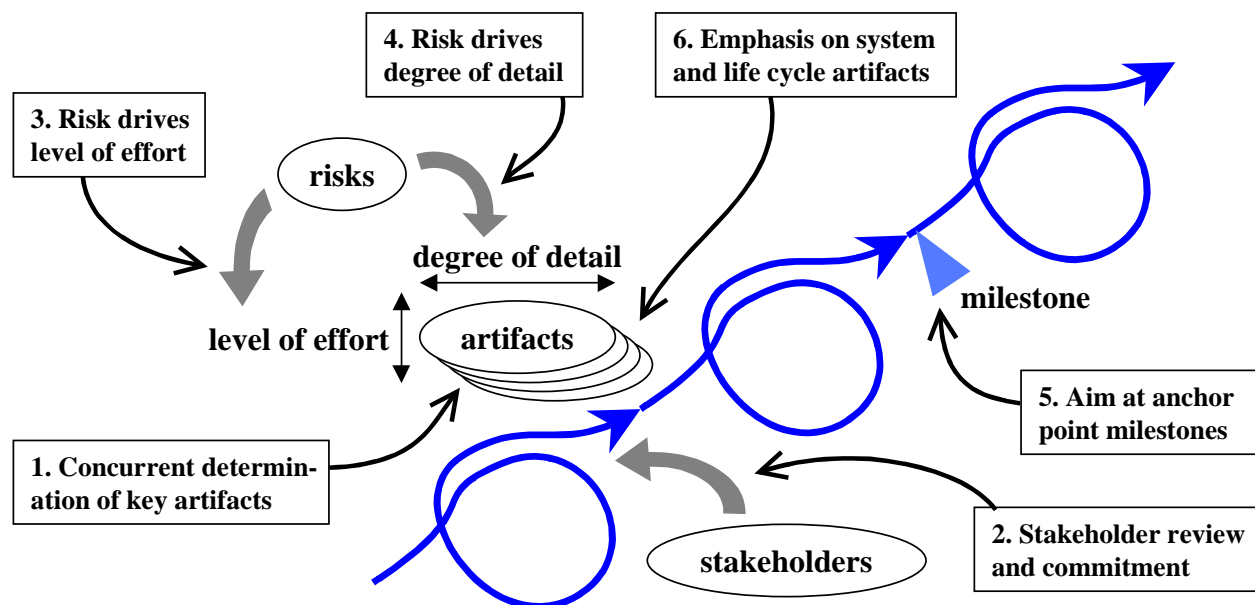 4. Risk drives
degree of detail
6. Emphasis on system
and life cycle artifacts
3. Risk drives
level of effort
risks
degree of detail
milestone
level of effort
artifacts
5. Aim at anchor
point milestones
1. Concurrent determin-
ation of key artifacts
2. Stakeholder review
and commitment
stakeholders